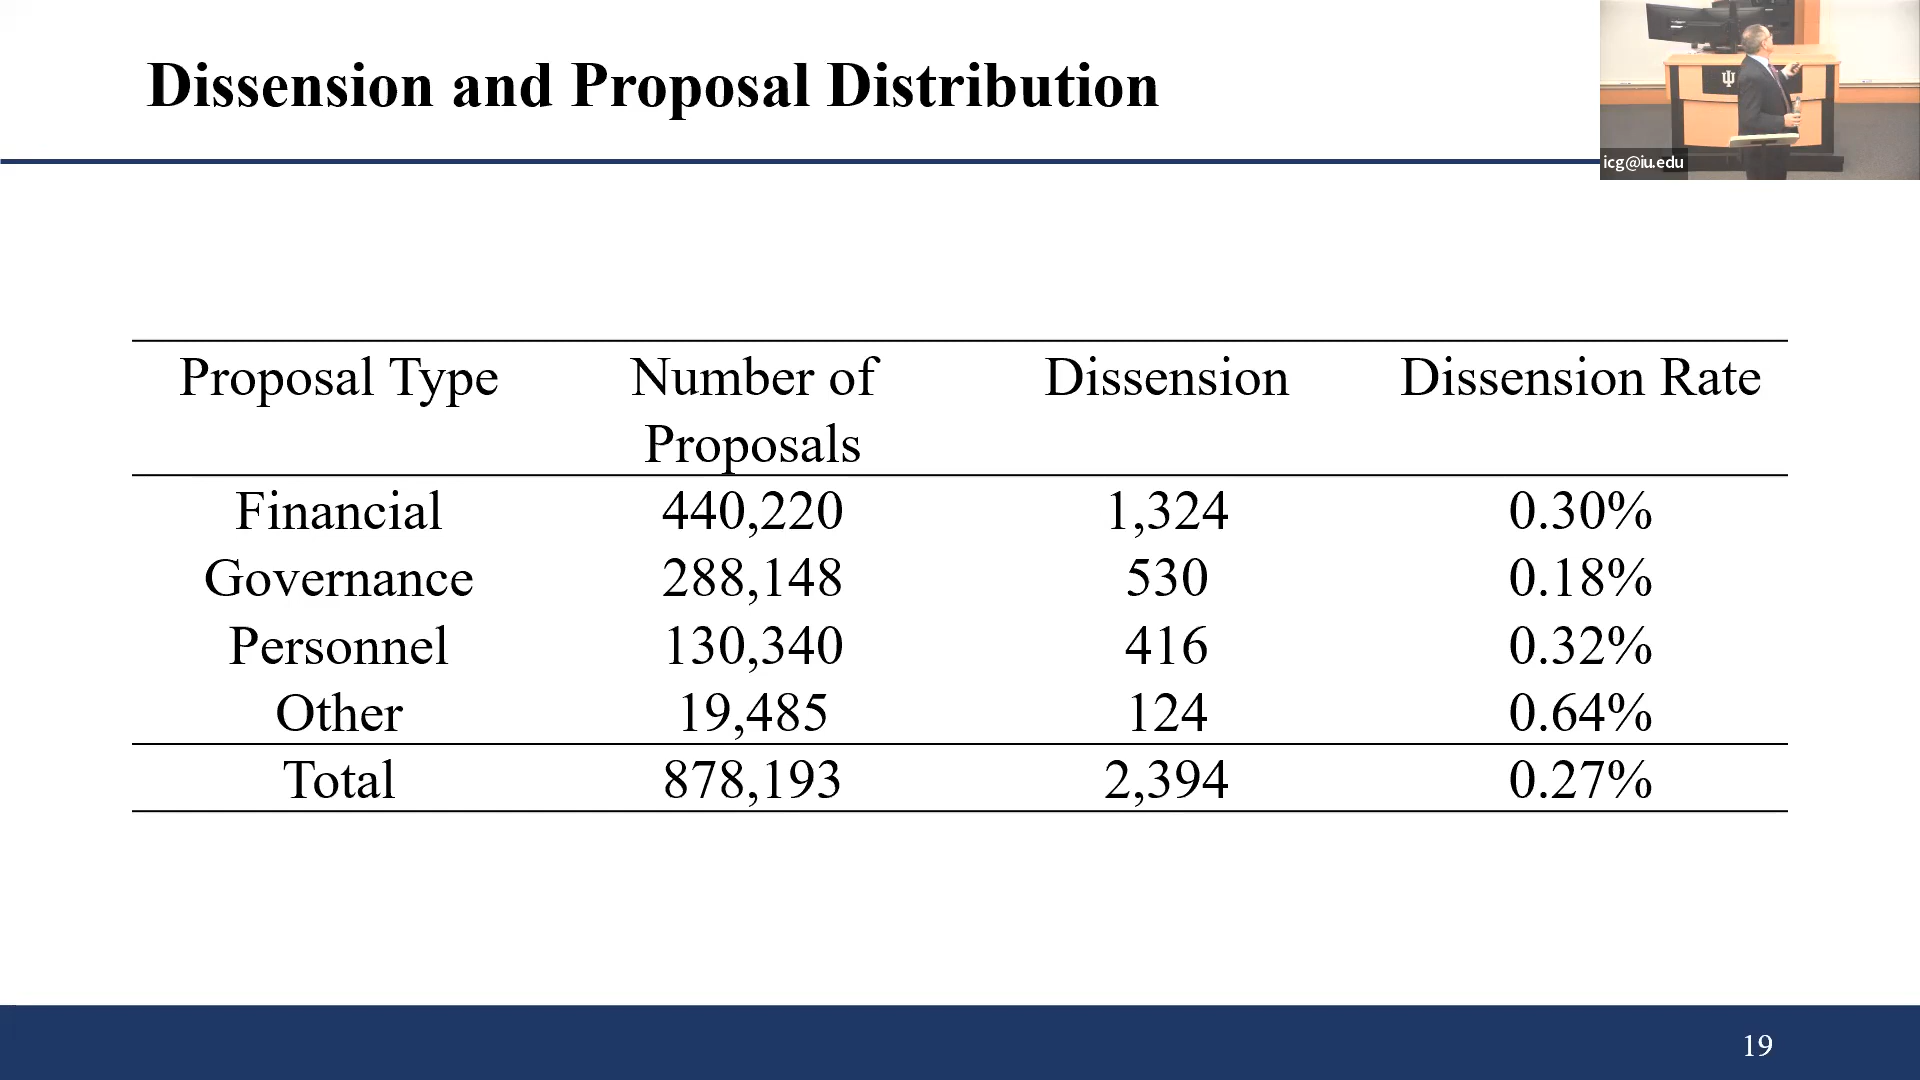 Dissension and Proposal Distribution
icg@iu.edu
Proposal Type Number of Proposals Dissension Dissension Rate
Financial 440,220 1,324 0.30%
Governance 288,148 530 0.18%
Personnel 130,340 416 0.32%
Other 19,485 124 0.64%
Total 878,193 2,394 0.27%
19